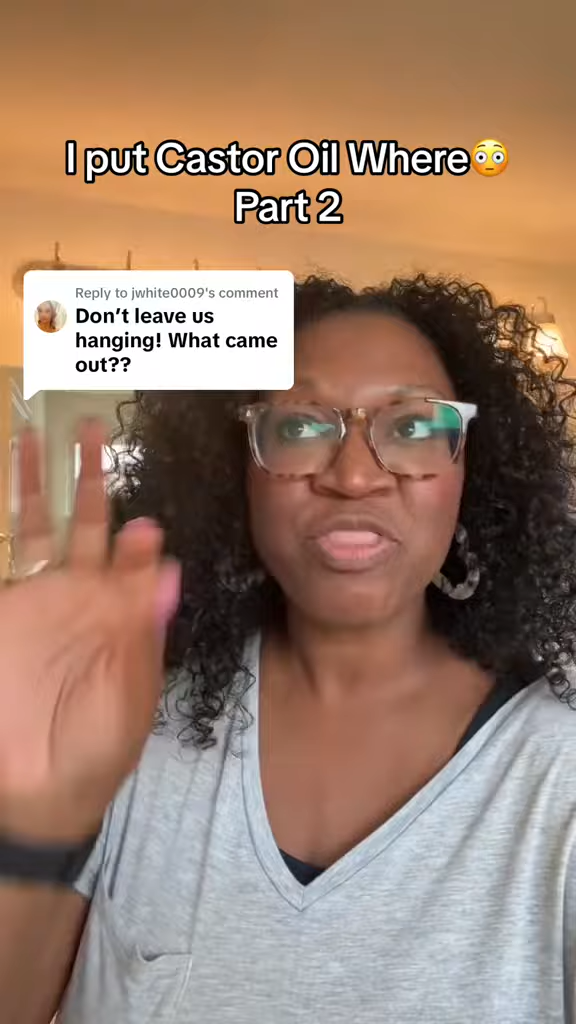 I put Castor Oil Where😳
Part 2
Reply to jwhite0009's comment
Don’t leave us
hanging! What came
out??